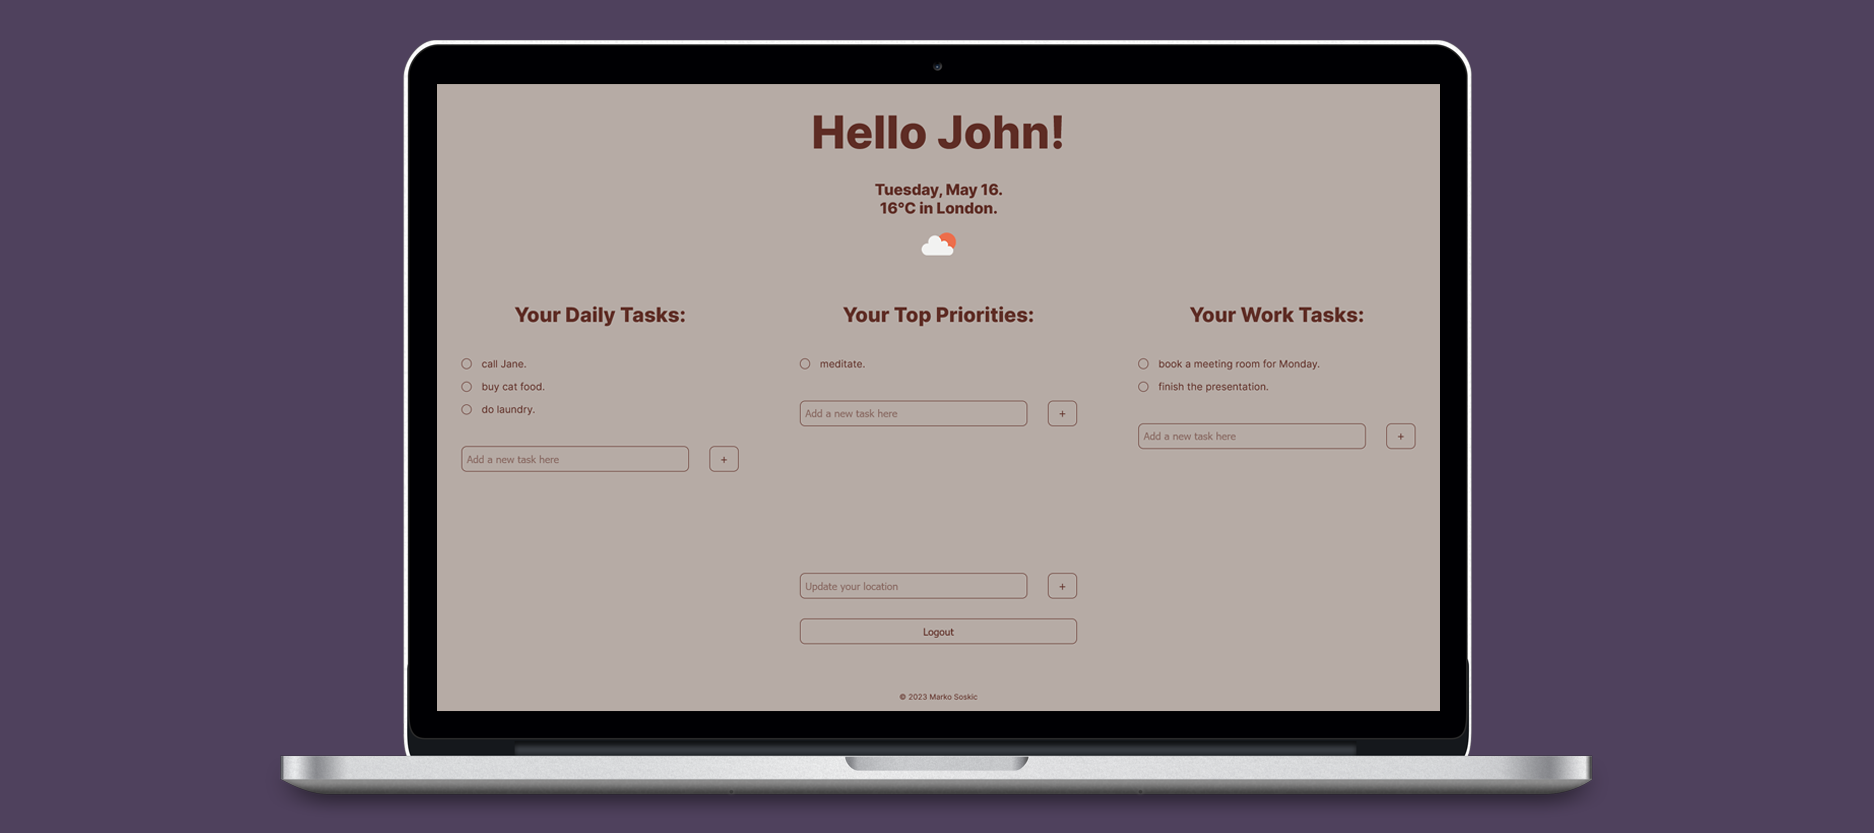 Hello John!
Tuesday, May 16.
16°C in London.
Your Daily Tasks:
call Jane.
buy cat food.
do laundry.
Add a new task here
+
Your Top Priorities:
meditate.
Add a new task here
+
Your Work Tasks:
book a meeting room for Monday.
finish the presentation.
Add a new task here
+
Update your location
+
Logout
© 2023 Marko Soskic